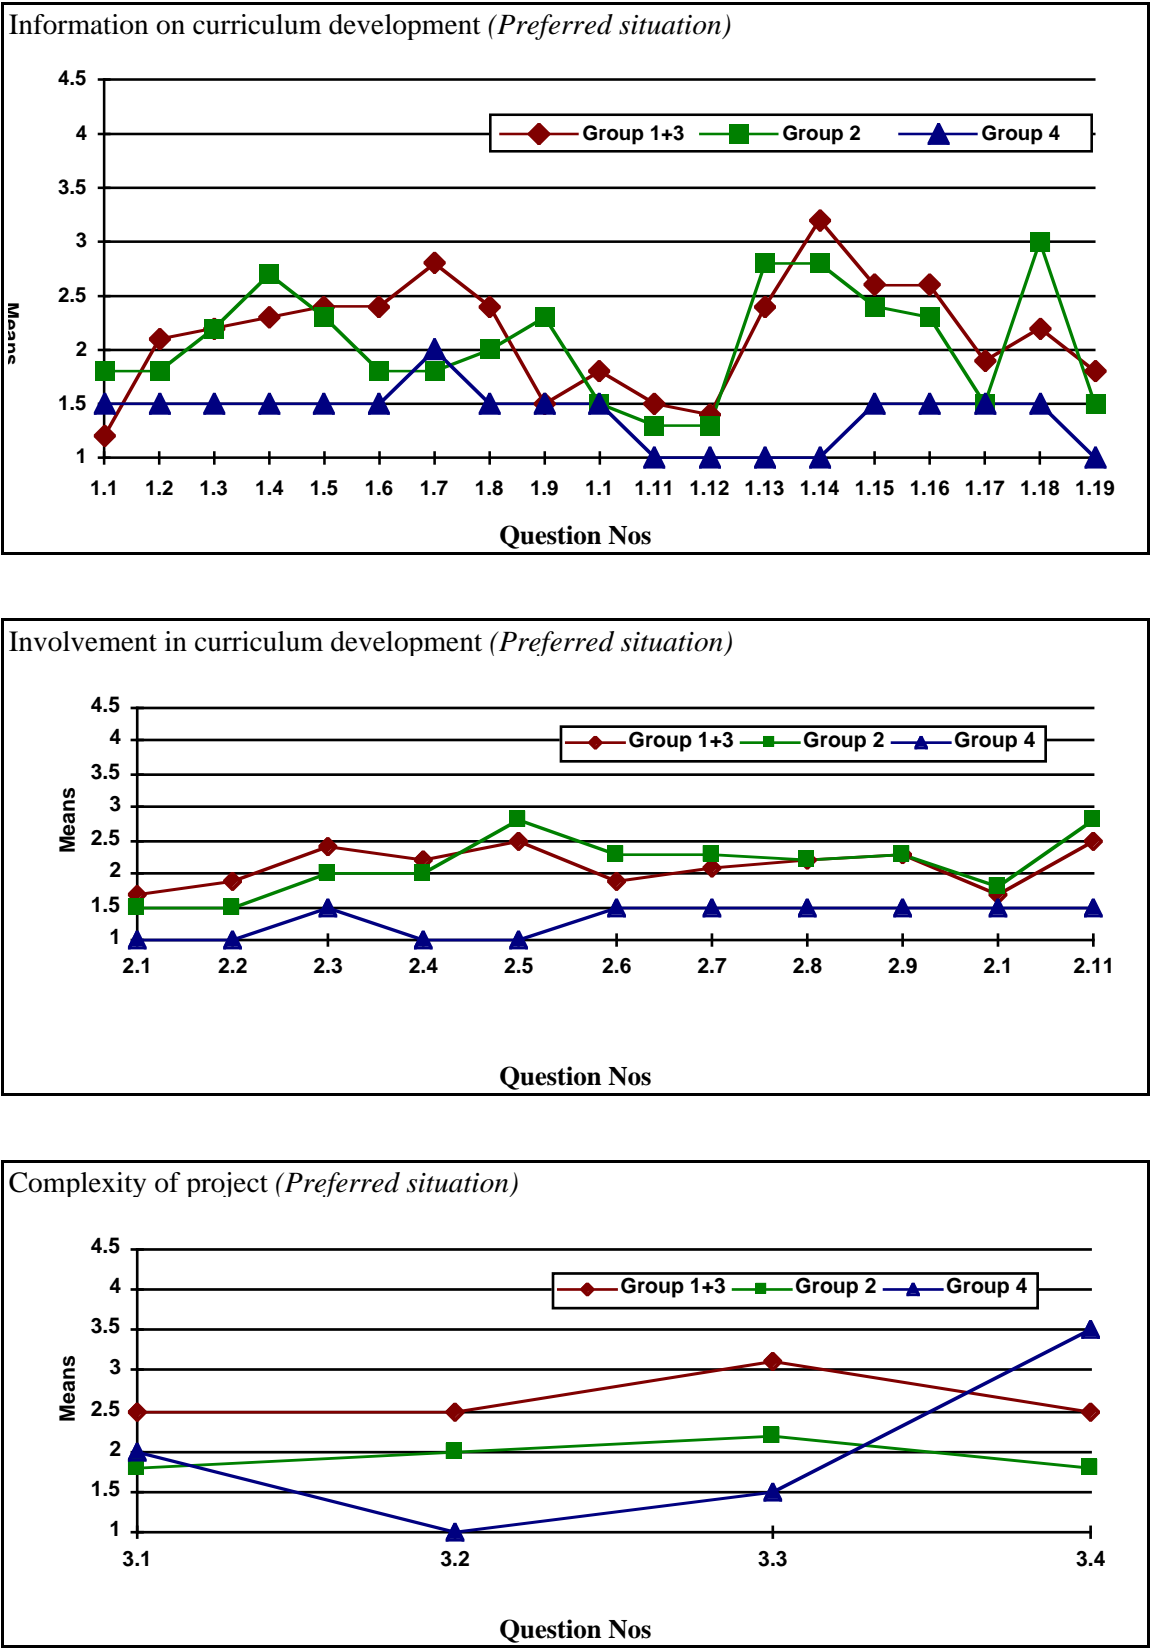 Information on curriculum development (Preferred situation)
4.5
4
3.5
3
2.5
2
1.5
1
Means
Group 1+3 Group 2 Group 4
1.1 1.2 1.3 1.4 1.5 1.6 1.7 1.8 1.9 1.1 1.11 1.12 1.13 1.14 1.15 1.16 1.17 1.18 1.19
Question Nos
Involvement in curriculum development (Preferred situation)
4.5
4
3.5
3
2.5
2
1.5
1
Means
Group 1+3 Group 2 Group 4
2.1 2.2 2.3 2.4 2.5 2.6 2.7 2.8 2.9 2.1 2.11
Question Nos
Complexity of project (Preferred situation)
4.5
4
3.5
3
2.5
2
1.5
1
Means
Group 1+3 Group 2 Group 4
3.1 3.2 3.3 3.4
Question Nos